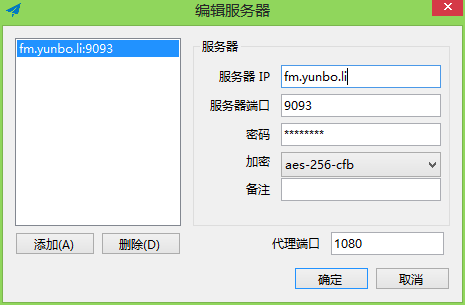 编辑服务器
fm.yunbo.li:9093
服务器
服务器 IP
fm.yunbo.li
服务器端口
9093
密码
********
加密
aes-256-cfb
备注
添加(A)
删除(D)
代理端口
1080
确定
取消